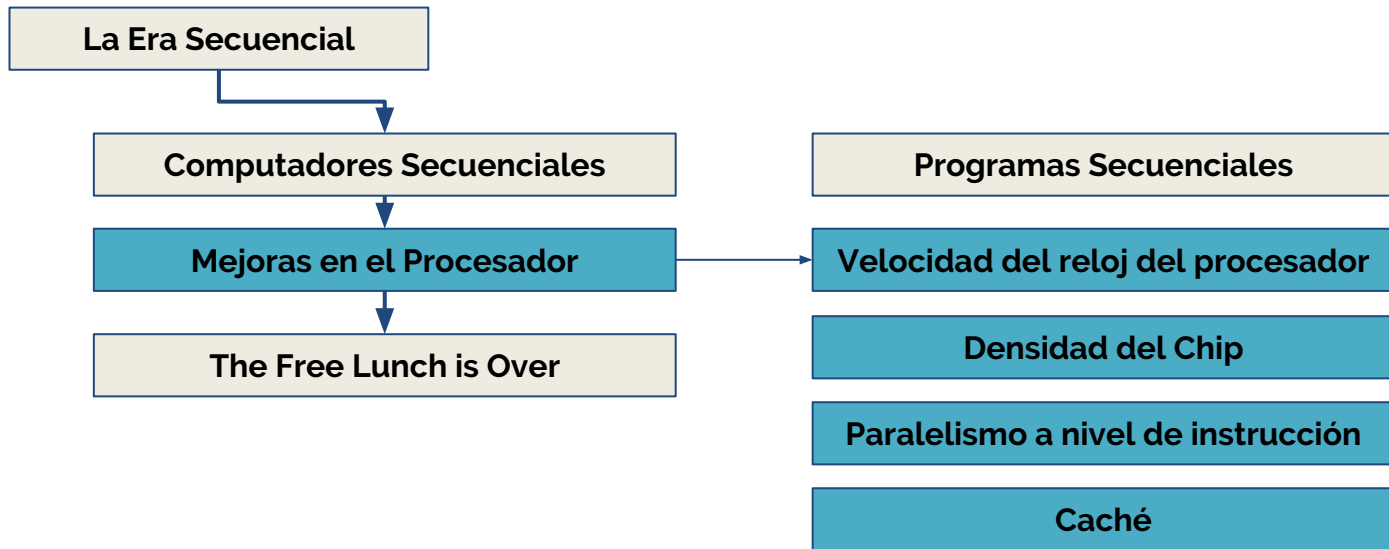 La Era Secuencial
Computadores Secuenciales
Programas Secuenciales
Mejoras en el Procesador
Velocidad del reloj del procesador
The Free Lunch is Over
Densidad del Chip
Paralelismo a nivel de instrucción
Caché